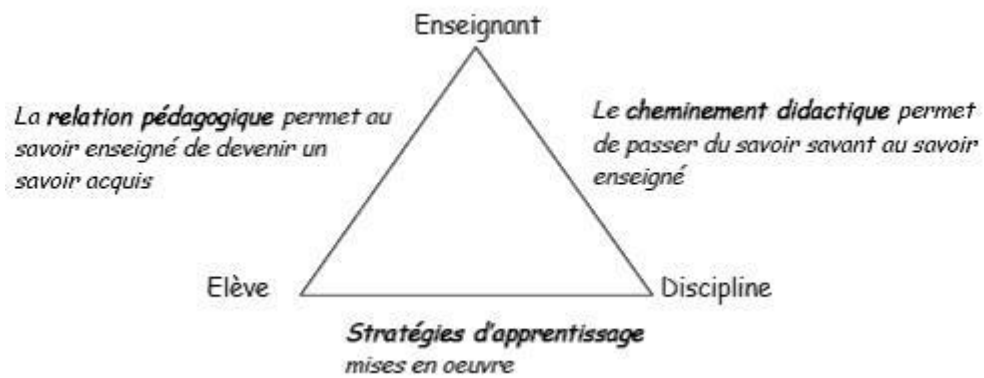 Enseignant
La relation pédagogique permet au
savoir enseigné de devenir un
savoir acquis
Le cheminement didactique permet
de passer du savoir savant au savoir
enseigné
Elève
Discipline
Stratégies d'apprentissage
mises en oeuvre